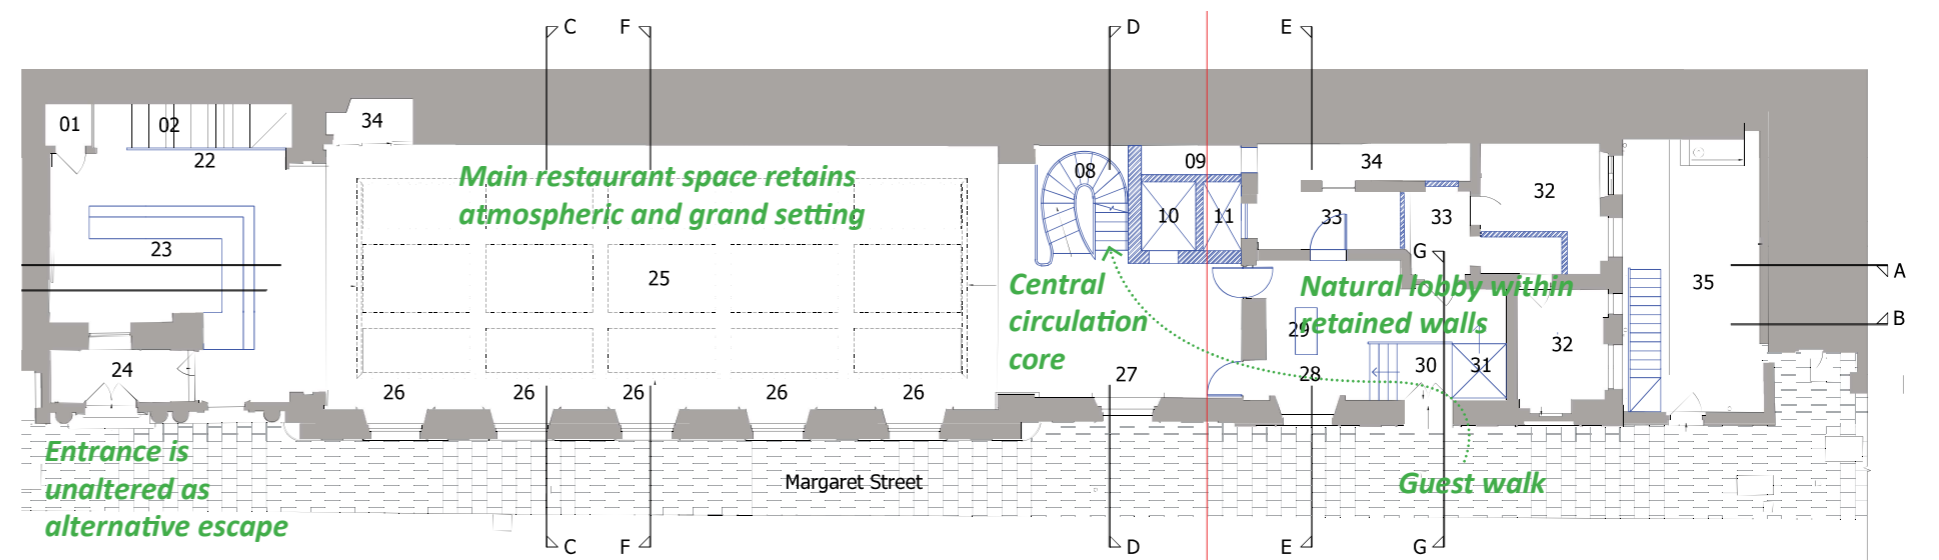 C F D E
01 02 34
22
08 09 34
Main restaurant space retains
atmospheric and grand setting
10 11 33 33 32
23
25
G
A
B
35
Central
circulation
core
Natural lobby within
retained walls
29
24
26 26 26 26 26
27 28 30 31 32
Entrance is
unaltered as
alternative escape
Margaret Street
Guest walk
C F D E G